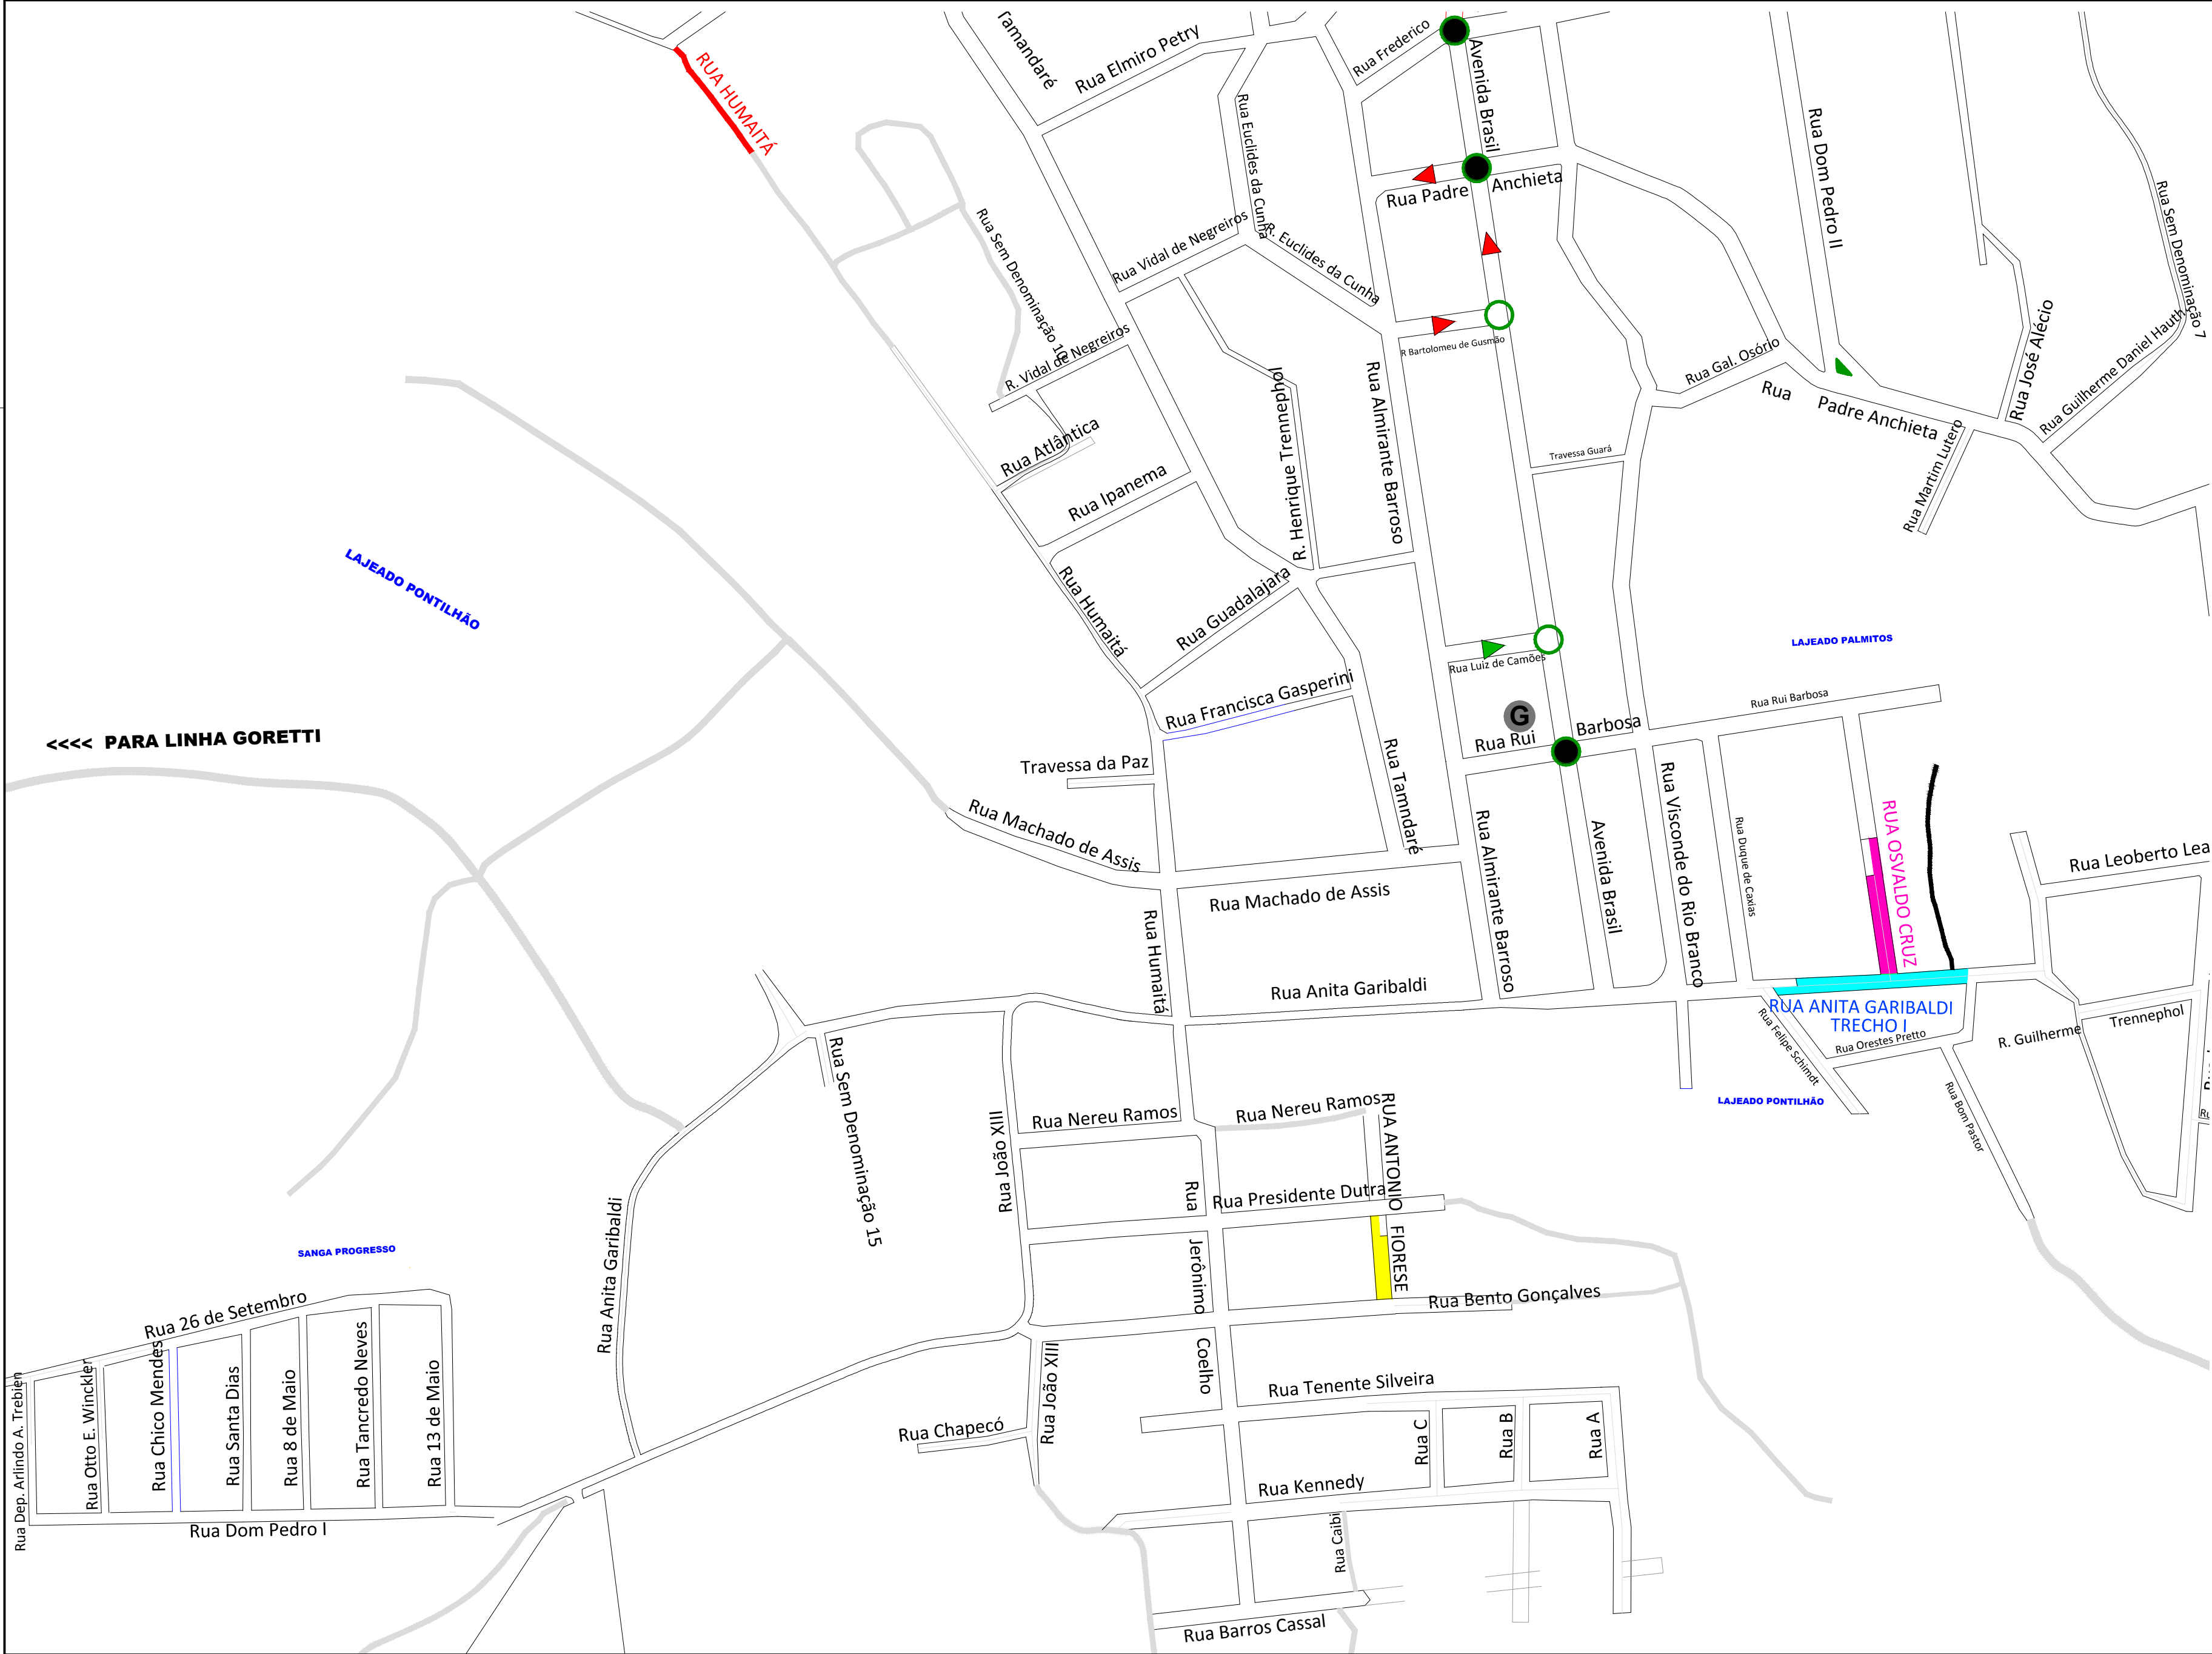 Tamandaré
Rua Elmiro Petry
Rua Frederico
Avenida Brasil
RUA HUMAITÁ
Rua Euclides da Cunha
Rua Dom Pedro II
Rua Padre
Anchieta
Rua Sem Denominação 7
Rua Sem Denominação 10
Rua Vidal de Negreiros
R. Euclides da Cunha
R. Vidal de Negreiros
R Bartolomeu de Gusmão
Rua Gal. Osório
Rua José Alécio
Rua Guilherme Daniel Hauth
Rua
Padre Anchieta
Rua Martim Lutero
R. Henrique Trennephol
Rua Almirante Barroso
Rua Atlântica
Travessa Guará
Rua Ipanema
LAJEADO PONTILHÃO
Rua Humaitá
Rua Guadalajara
LAJEADO PALMITOS
Rua Luiz de Camões
Rua Francisca Gasperini
Rua Rui Barbosa
G
<<<< PARA LINHA GORETTI
Rua Rui
Barbosa
Travessa da Paz
Rua Tamndaré
Rua Machado de Assis
Rua Almirante Barroso
Avenida Brasil
Rua Visconde do Rio Branco
Rua Duque de Caxias
RUA OSVALDO CRUZ
Rua Leoberto Lea
Rua Machado de Assis
Rua Humaitá
Rua Anita Garibaldi
RUA ANITA GARIBALDI
TRECHO I
Rua Felipe Schimdt
Rua Orestes Pretto
R. Guilherme
Trennephol
Rua Sem Denominação 15
Rua João XIII
Rua Nereu Ramos
Rua Nereu Ramos
RUA ANTONIO
FIORESE
LAJEADO PONTILHÃO
Rua Bom Pastor
Rua Anita Garibaldi
Rua
Jerônimo
Coelho
Rua Presidente Dutra
SANGA PROGRESSO
Rua 26 de Setembro
Rua Bento Gonçalves
Rua Dep. Arlindo A. Trebien
Rua Otto E. Winckler
Rua Chico Mendes
Rua Santa Dias
Rua 8 de Maio
Rua Tancredo Neves
Rua 13 de Maio
Rua João XIII
Rua Tenente Silveira
Rua Chapecó
Rua C
Rua B
Rua A
Rua Kennedy
Rua Dom Pedro I
Rua Caibi
Rua Barros Cassal